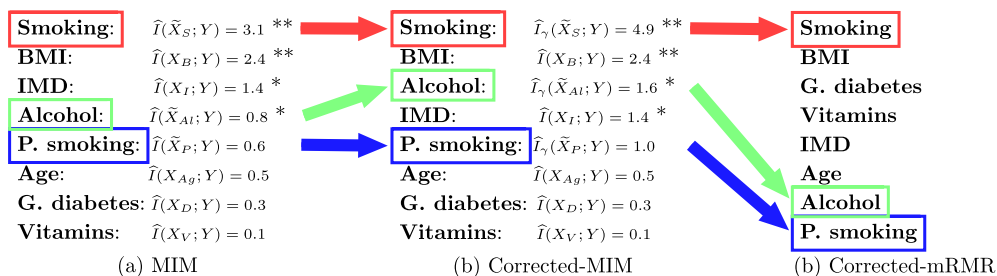 Smoking: Î(X̃_S; Y) = 3.1 ** Smoking: Î_γ(X̃_S; Y) = 4.9 ** Smoking
BMI: Î(X_B; Y) = 2.4 ** BMI: Î(X_B; Y) = 2.4 ** BMI
IMD: Î(X_I; Y) = 1.4 * Alcohol: Î_γ(X̃_Al; Y) = 1.6 * G. diabetes
Alcohol: Î(X̃_Al; Y) = 0.8 * IMD: Î(X_I; Y) = 1.4 * Vitamins
P. smoking: Î(X̃_P; Y) = 0.6 P. smoking: Î_γ(X̃_P; Y) = 1.0 IMD
Age: Î(X_Ag; Y) = 0.5 Age: Î(X_Ag; Y) = 0.5 Age
G. diabetes: Î(X_D; Y) = 0.3 G. diabetes: Î(X_D; Y) = 0.3 Alcohol
Vitamins: Î(X_V; Y) = 0.1 Vitamins: Î(X_V; Y) = 0.1 P. smoking
(a) MIM (b) Corrected-MIM (b) Corrected-mRMR